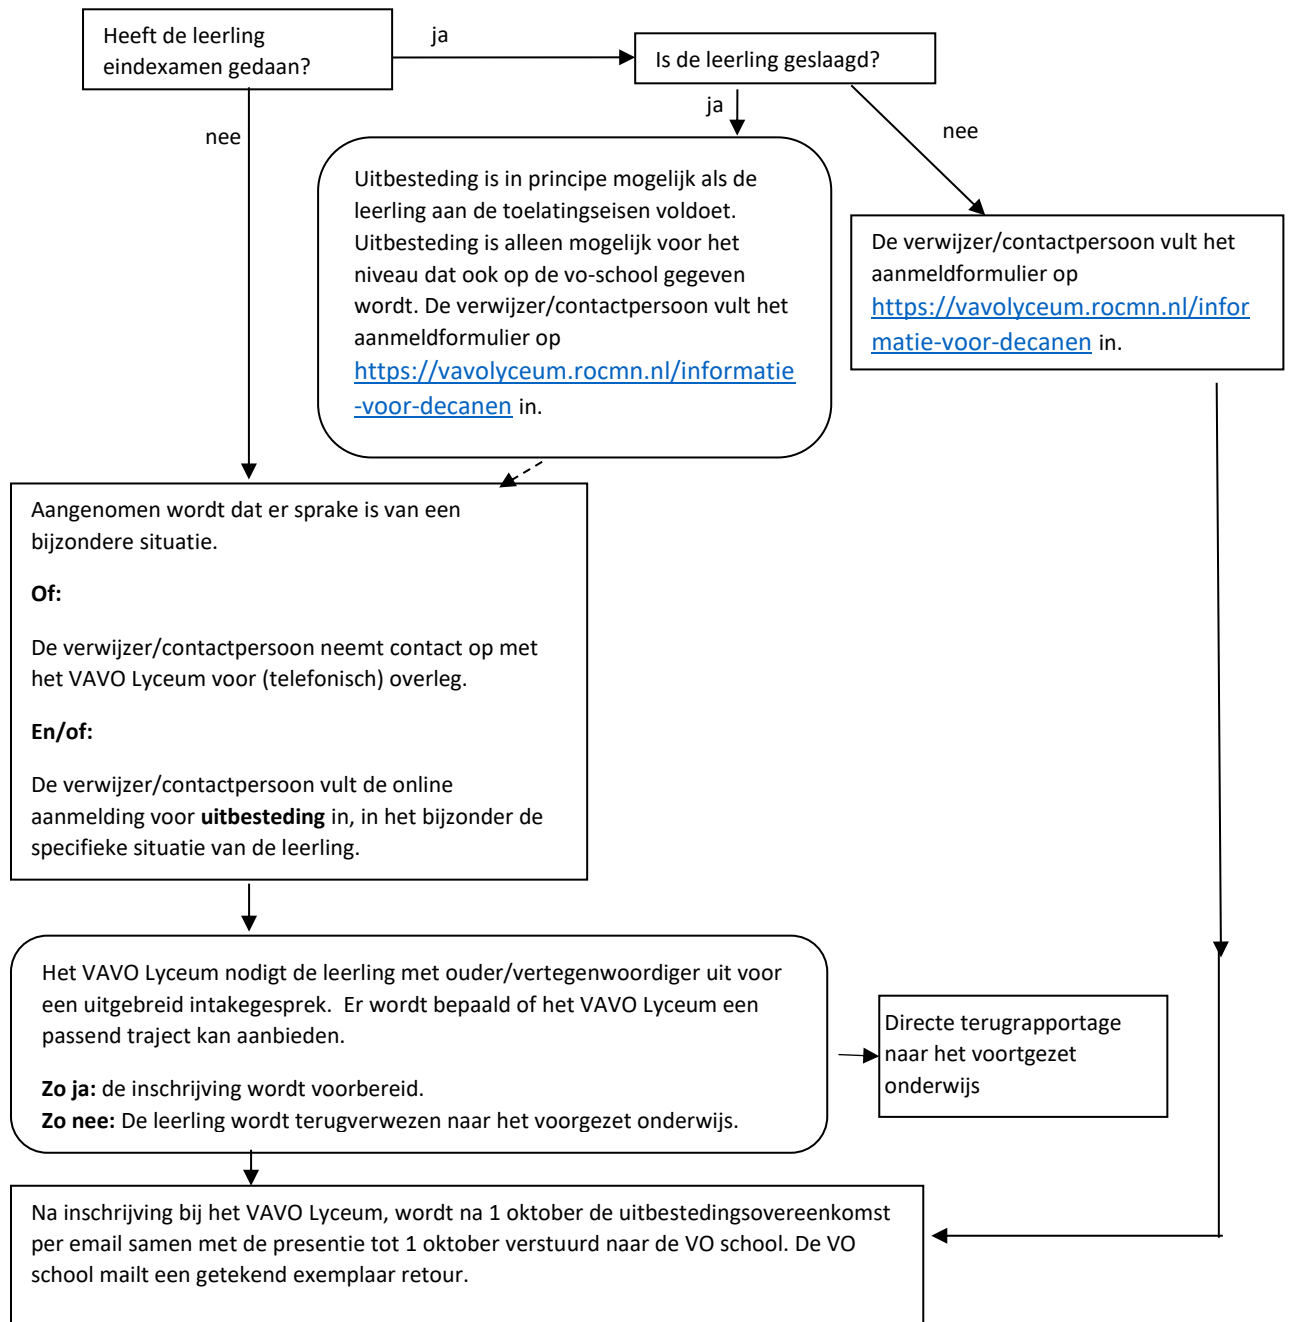 Heeft de leerling
eindexamen gedaan?
ja
Is de leerling geslaagd?
ja
nee
nee
Uitbesteding is in principe mogelijk als de
leerling aan de toelatingseisen voldoet.
Uitbesteding is alleen mogelijk voor het
niveau dat ook op de vo-school gegeven
wordt. De verwijzer/contactpersoon vult het
aanmeldformulier op
https://vavolyceum.rocmn.nl/informatie
-voor-decanen in.
De verwijzer/contactpersoon vult het
aanmeldformulier op
https://vavolyceum.rocmn.nl/infor
matie-voor-decanen in.
Aangenomen wordt dat er sprake is van een
bijzondere situatie.
Of:
De verwijzer/contactpersoon neemt contact op met
het VAVO Lyceum voor (telefonisch) overleg.
En/of:
De verwijzer/contactpersoon vult de online
aanmelding voor uitbesteding in, in het bijzonder de
specifieke situatie van de leerling.
Het VAVO Lyceum nodigt de leerling met ouder/vertegenwoordiger uit voor
een uitgebreid intakegesprek.  Er wordt bepaald of het VAVO Lyceum een
passend traject kan aanbieden.
Zo ja: de inschrijving wordt voorbereid.
Zo nee: De leerling wordt terugverwezen naar het voorgezet onderwijs.
Directe terugrapportage
naar het voortgezet
onderwijs
Na inschrijving bij het VAVO Lyceum, wordt na 1 oktober de uitbestedingsovereenkomst
per email samen met de presentie tot 1 oktober verstuurd naar de VO school. De VO
school mailt een getekend exemplaar retour.